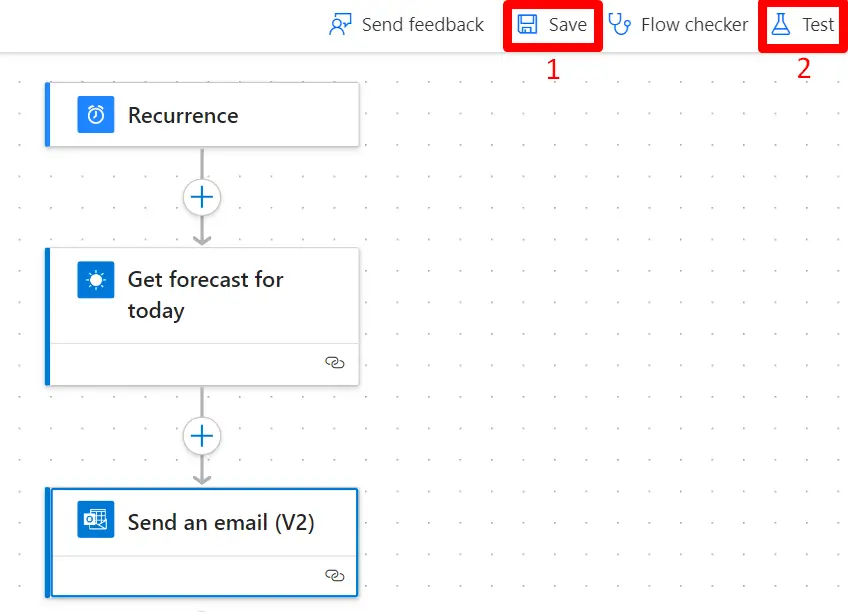 Send feedback Save Flow checker Test
1 2
Recurrence
Get forecast for
today
Send an email (V2)